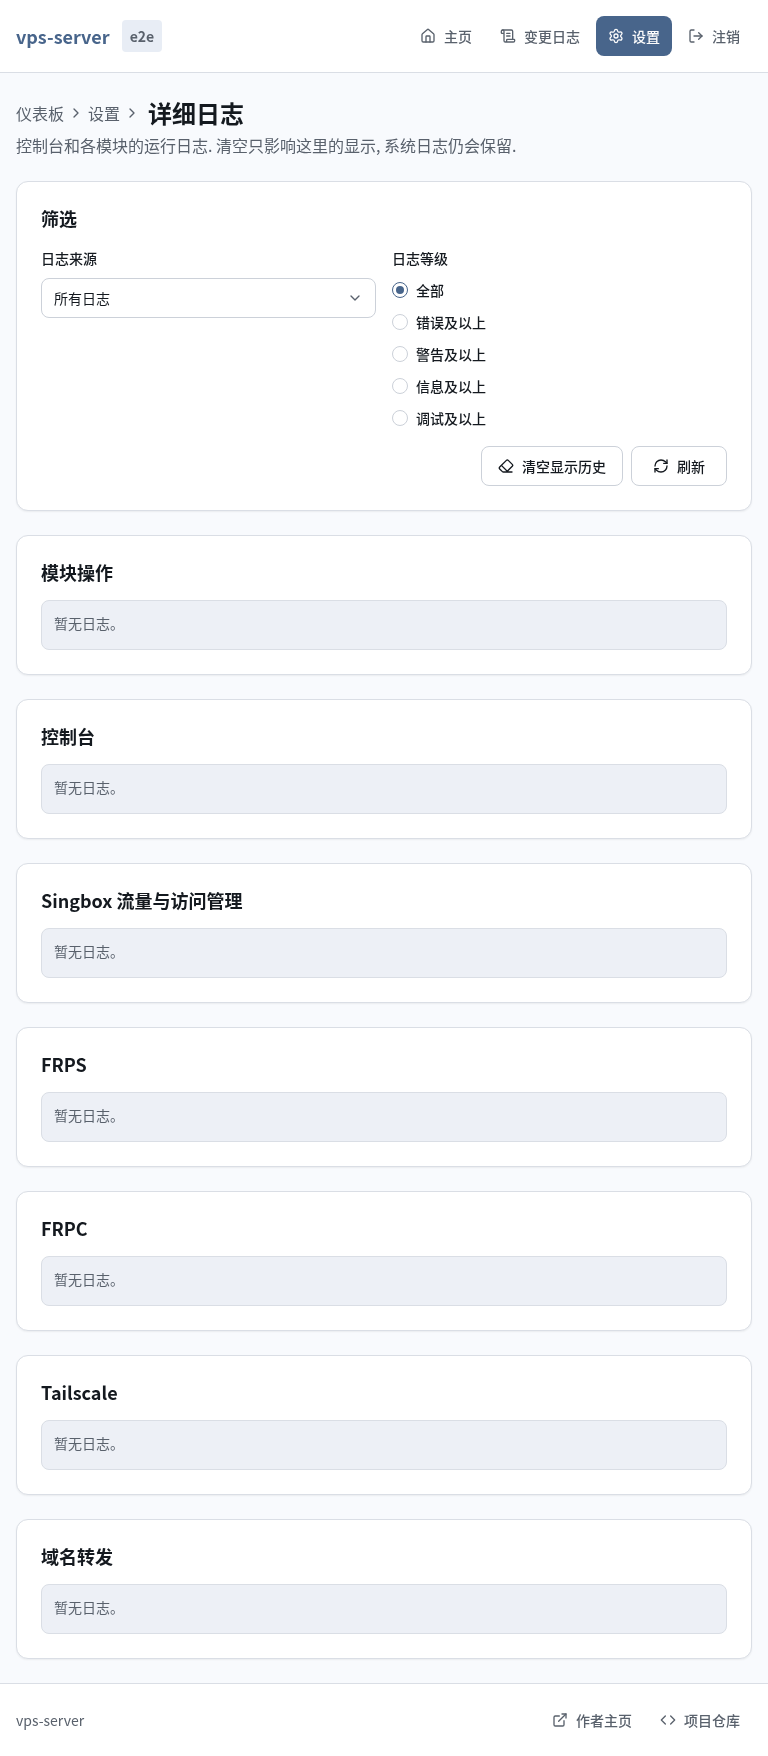 vps-server e2e 主页 变更日志 设置 注销
仪表板 设置 详细日志
控制台和各模块的运行日志. 清空只影响这里的显示, 系统日志仍会保留.
筛选
日志来源
所有日志
日志等级
全部
错误及以上
警告及以上
信息及以上
调试及以上
清空显示历史 刷新
模块操作
暂无日志。
控制台
暂无日志。
Singbox 流量与访问管理
暂无日志。
FRPS
暂无日志。
FRPC
暂无日志。
Tailscale
暂无日志。
域名转发
暂无日志。
vps-server 作者主页 项目仓库